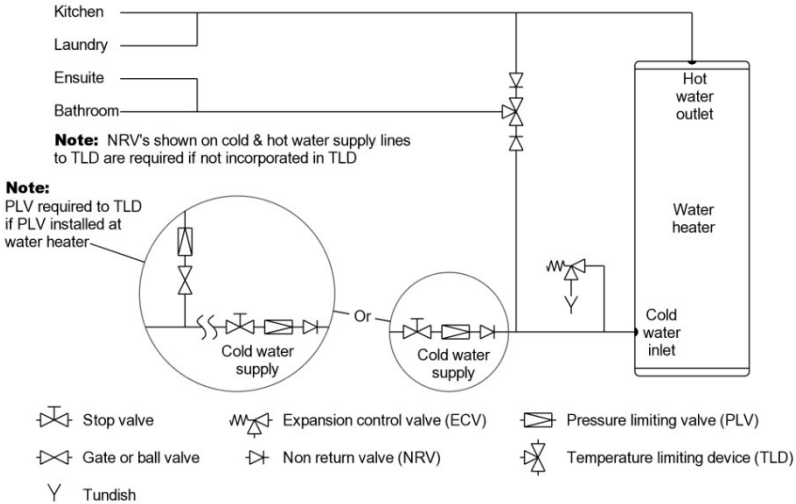 Kitchen
Laundry
Ensuite
Bathroom
Note: NRV's shown on cold & hot water supply lines
to TLD are required if not incorporated in TLD
Note:
PLV required to TLD
if PLV installed at
water heater
Hot
water
outlet
Water
heater
Cold
water
inlet
Or
Cold water
supply
Cold water
supply
Stop valve
Expansion control valve (ECV)
Pressure limiting valve (PLV)
Gate or ball valve
Non return valve (NRV)
Temperature limiting device (TLD)
Tundish